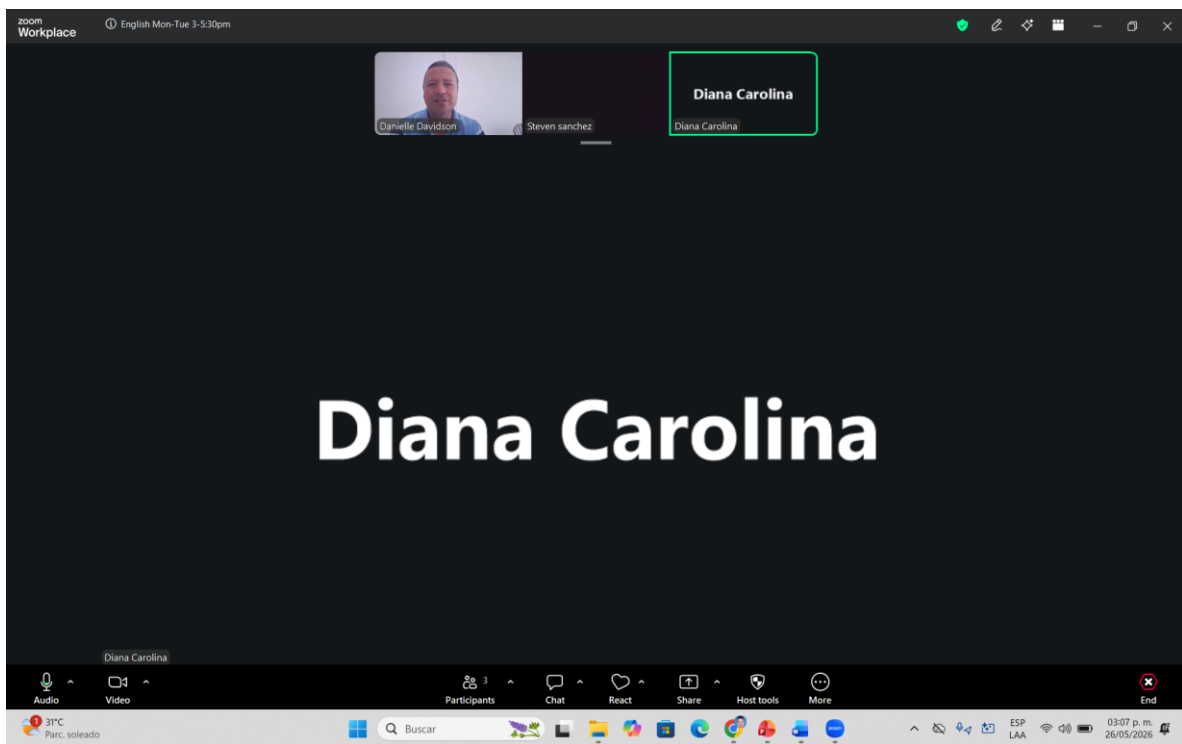 zoom
Workplace
English Mon-Tue 3-5:30pm
Diana Carolina
Danielle Davidson
Steven sanchez
Diana Carolina
Diana Carolina
Diana Carolina
Audio
Video
3
Participants
Chat
React
Share
Host tools
More
End
1
31°C
Parc. soleado
Buscar
zoom
ESP
LAA
03:07 p. m.
26/05/2026